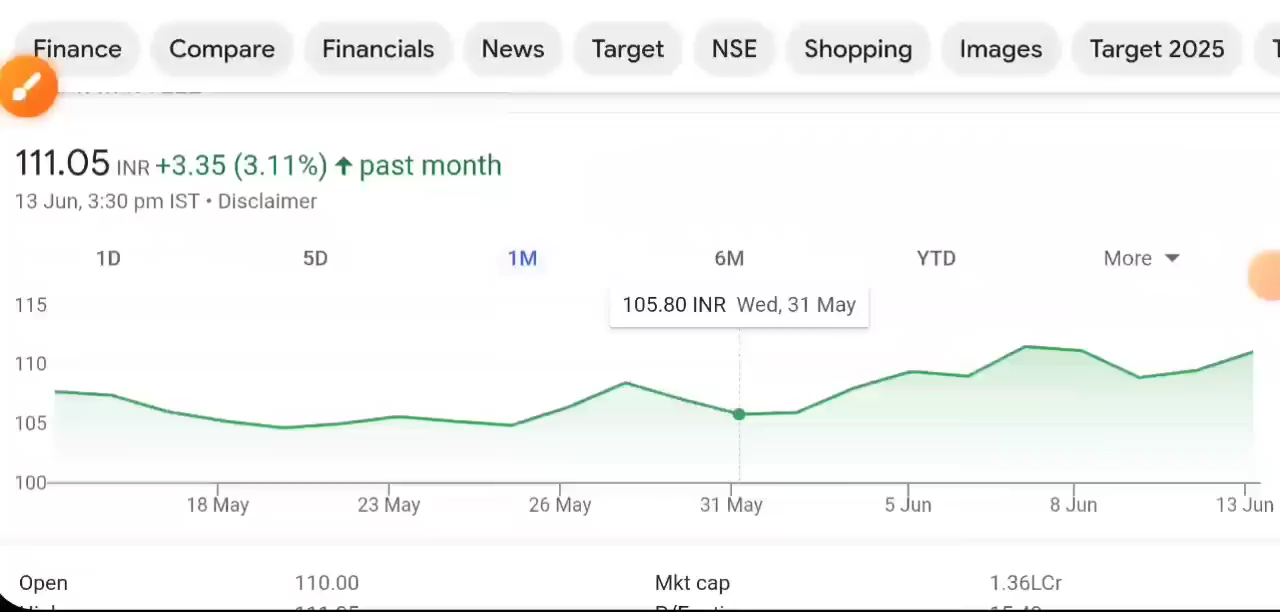 Finance Compare Financials News Target NSE Shopping Images Target 2025
111.05 INR +3.35 (3.11%) ↑ past month
13 Jun, 3:30 pm IST • Disclaimer
1D 5D 1M 6M YTD More
105.80 INR Wed, 31 May
115
110
105
100
18 May 23 May 26 May 31 May 5 Jun 8 Jun 13 Jun
Open 110.00 Mkt cap 1.36LCr